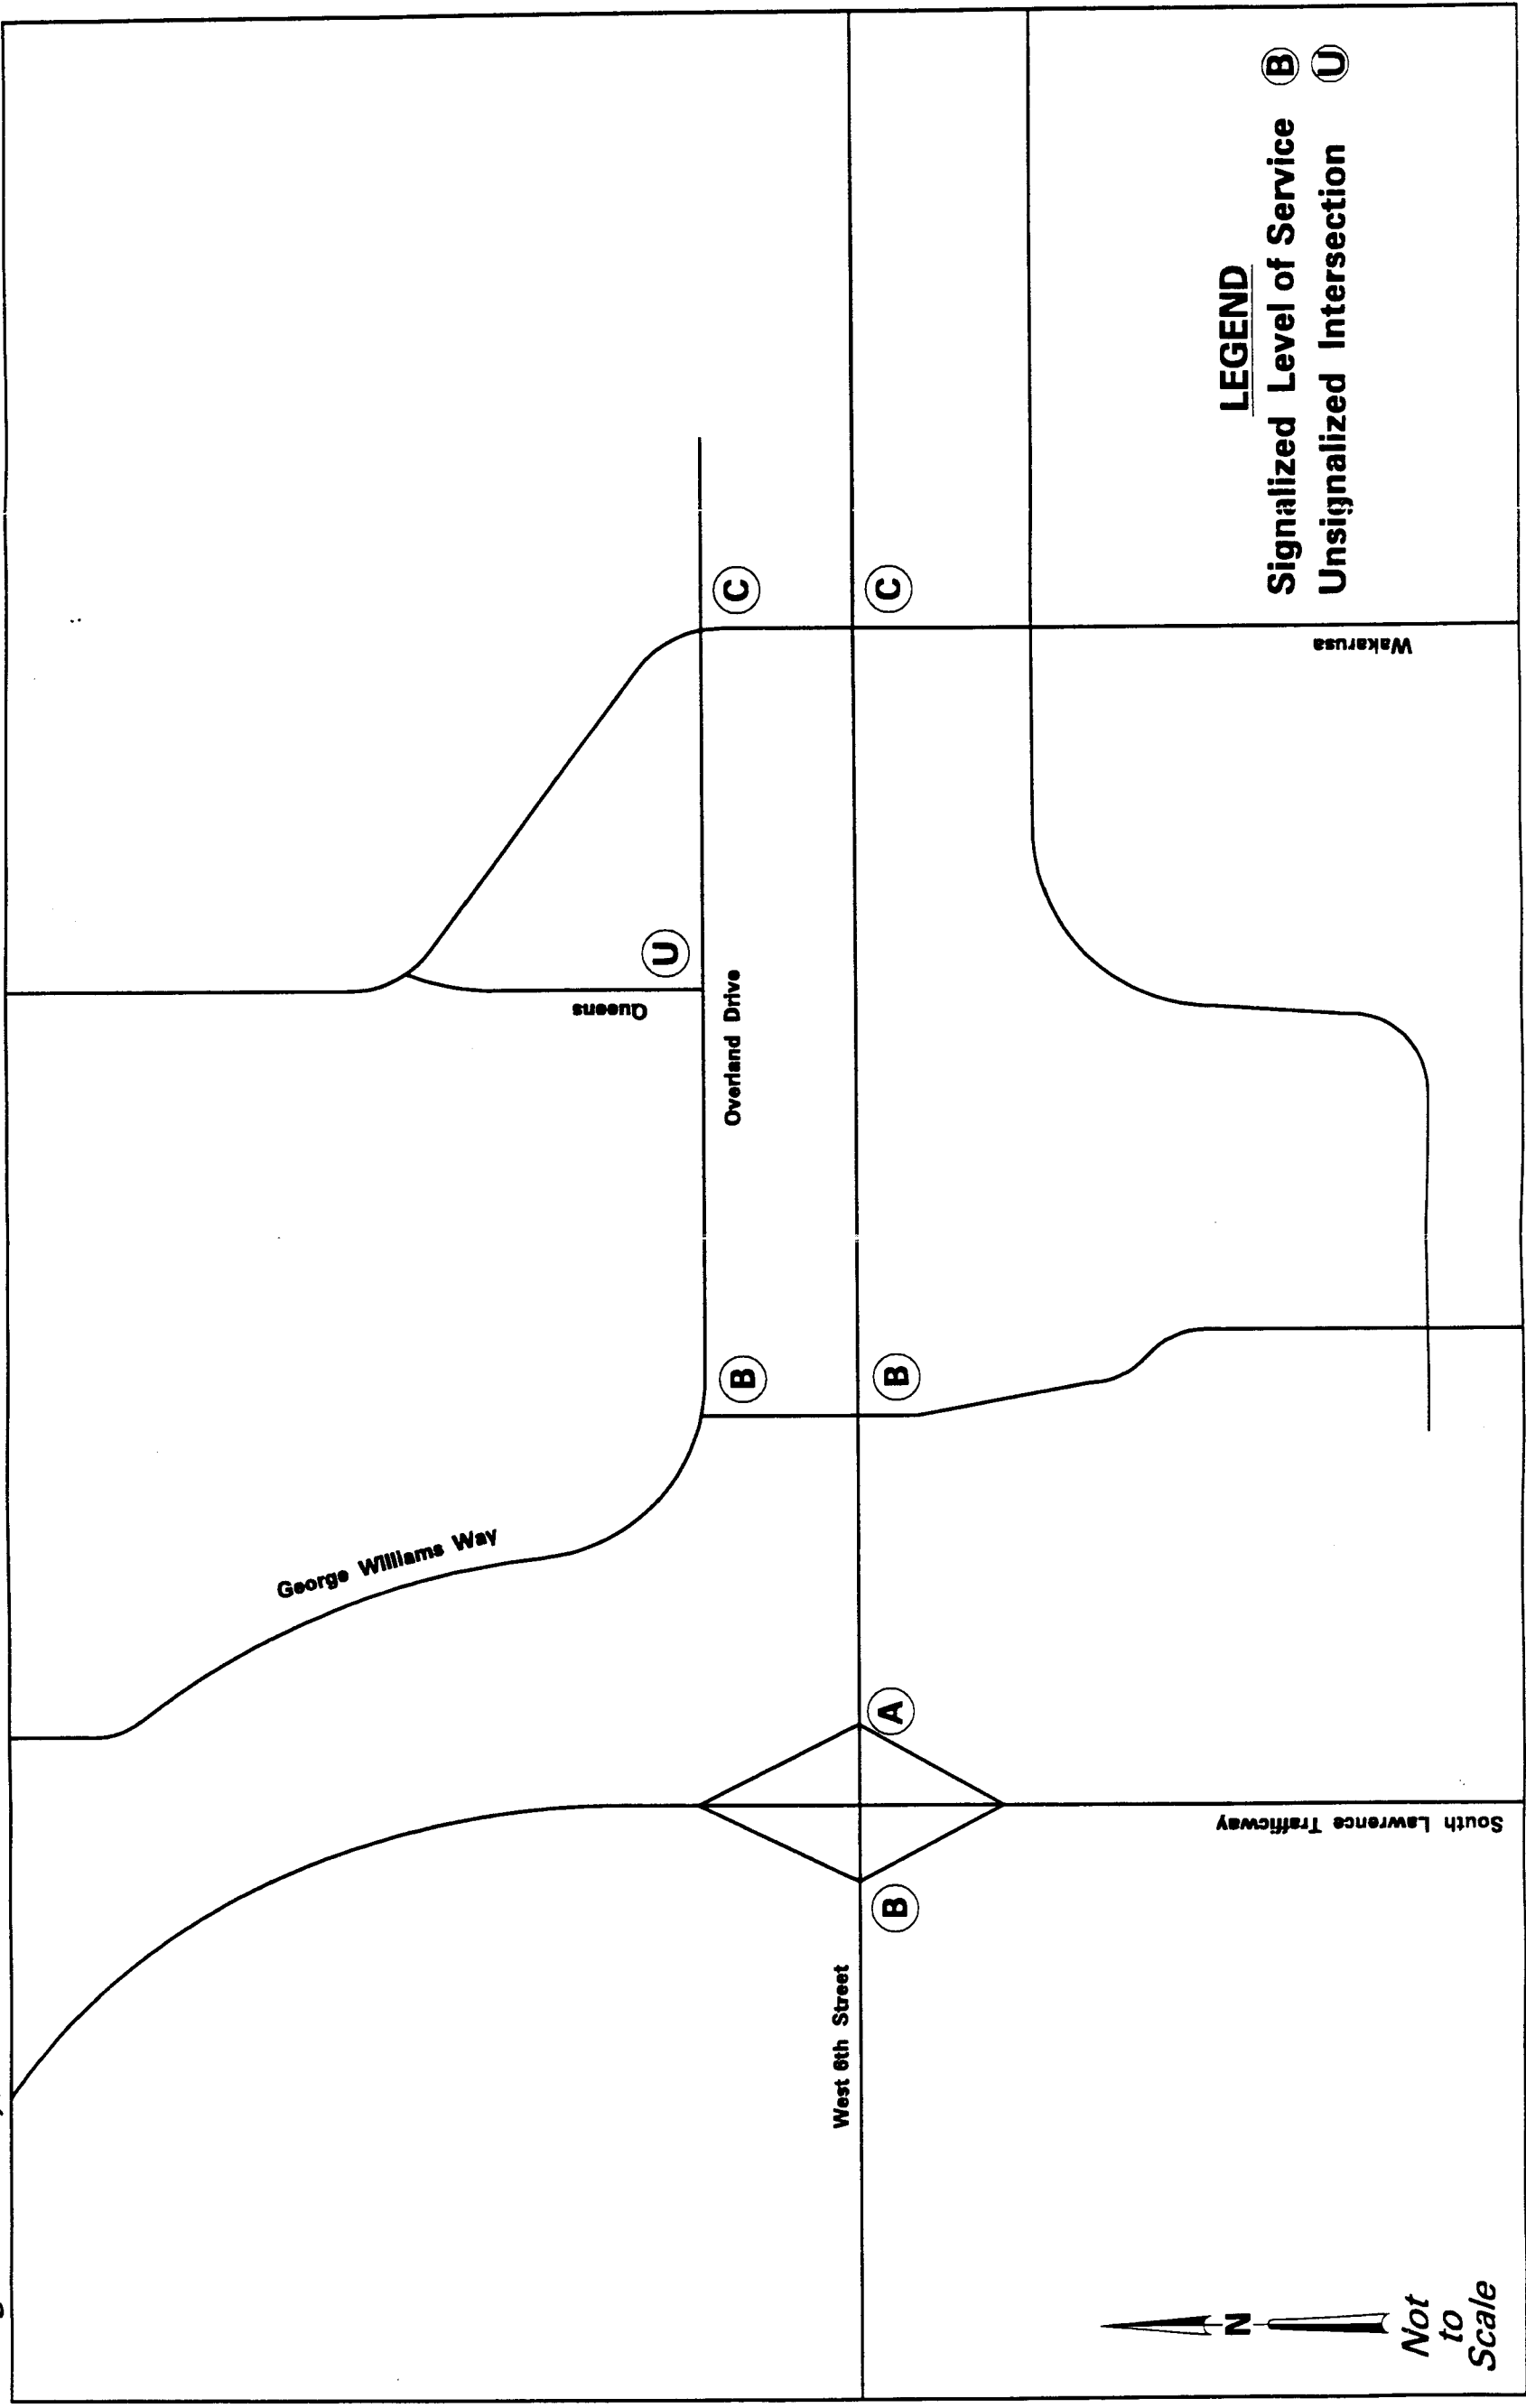 George Williams Way
Queens
U
Overland Drive
B
C
West 6th Street
B
A
B
C
South Lawrence Trafficway
Wakarusa
LEGEND
Signalized Level of Service B
Unsignalized Intersection U
N
Not
to
Scale